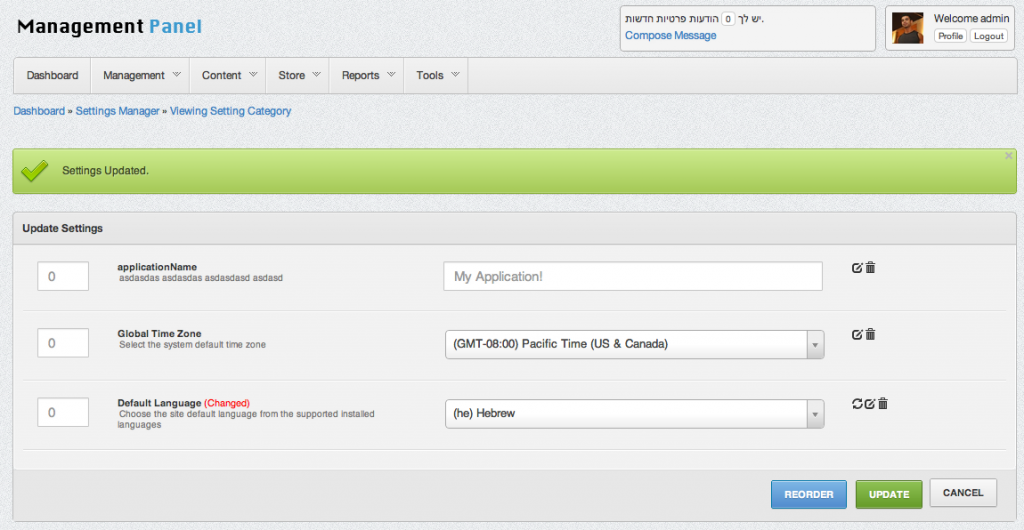 Management Panel
יש לך 0 הודעות פרטיות חדשות.
Compose Message
Welcome admin
Profile Logout
Dashboard Management Content Store Reports Tools
Dashboard » Settings Manager » Viewing Setting Category
Settings Updated.
Update Settings
0
applicationName
asdasdas asdasdas asdasdasd asdasd
My Application!
0
Global Time Zone
Select the system default time zone
(GMT-08:00) Pacific Time (US & Canada)
0
Default Language (Changed)
Choose the site default language from the supported installed
languages
(he) Hebrew
REORDER UPDATE CANCEL